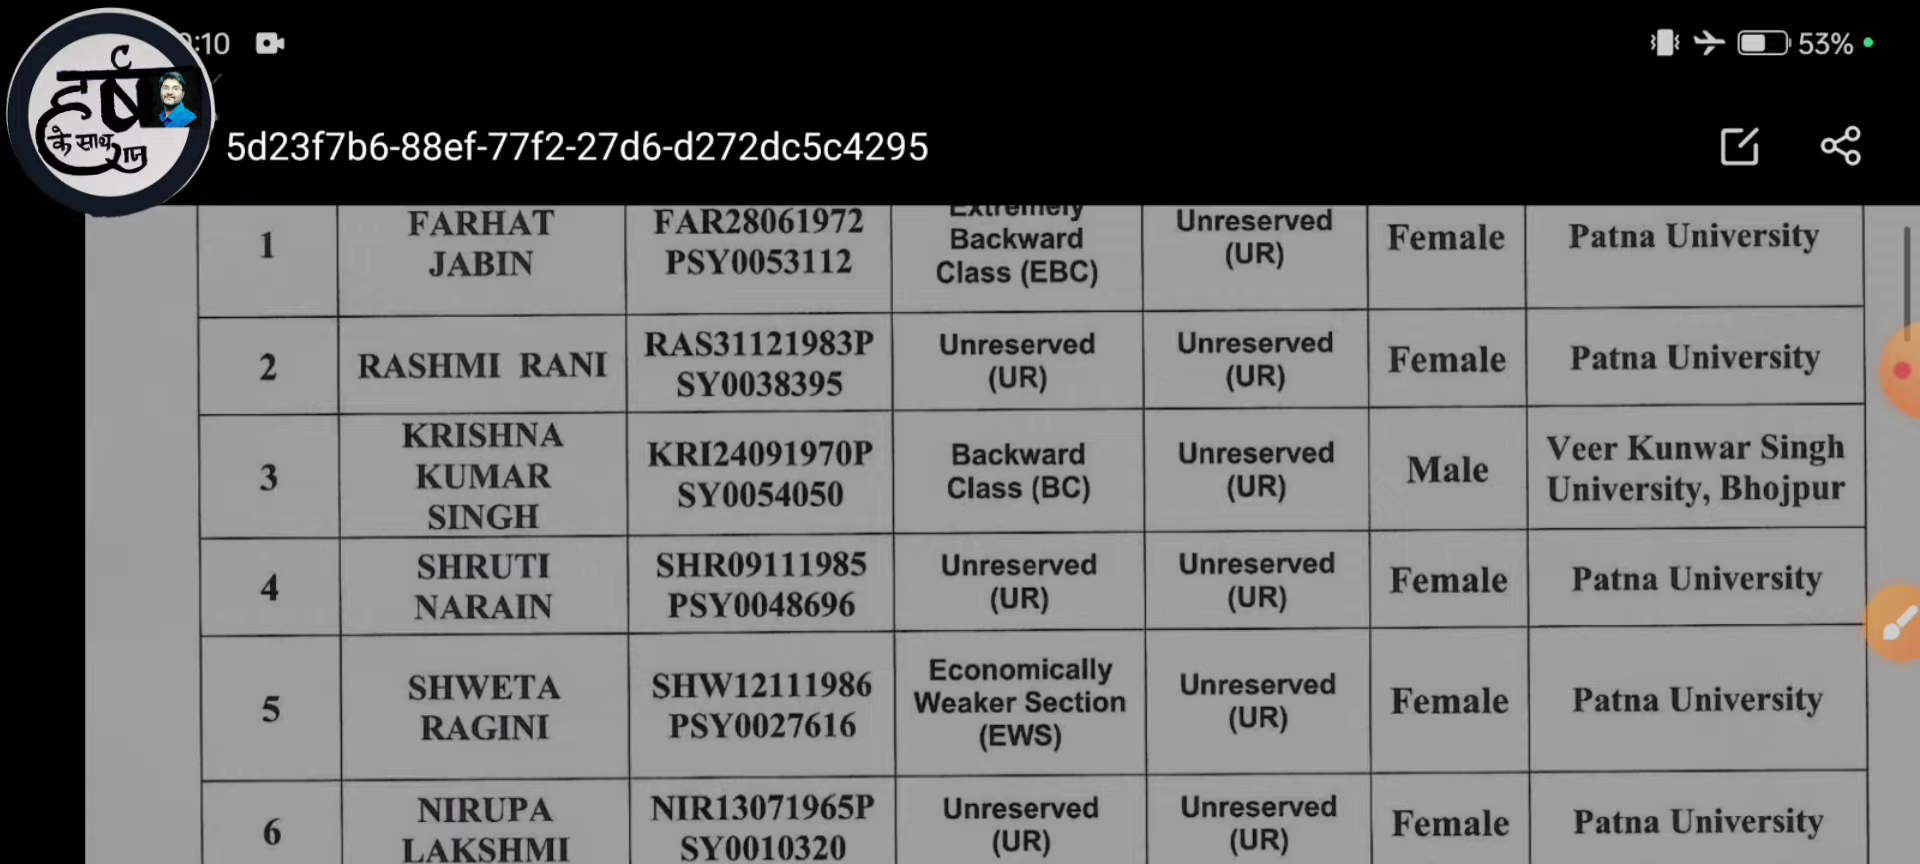 :10
53%
हर्ष
के साथ
राज
5d23f7b6-88ef-77f2-27d6-d272dc5c4295
1
FARHAT
JABIN
FAR28061972
PSY0053112
Extremely
Backward
Class (EBC)
Unreserved
(UR)
Female
Patna University
2
RASHMI RANI
RAS31121983P
SY0038395
Unreserved
(UR)
Unreserved
(UR)
Female
Patna University
3
KRISHNA
KUMAR
SINGH
KRI24091970P
SY0054050
Backward
Class (BC)
Unreserved
(UR)
Male
Veer Kunwar Singh
University, Bhojpur
4
SHRUTI
NARAIN
SHR09111985
PSY0048696
Unreserved
(UR)
Unreserved
(UR)
Female
Patna University
5
SHWETA
RAGINI
SHW12111986
PSY0027616
Economically
Weaker Section
(EWS)
Unreserved
(UR)
Female
Patna University
6
NIRUPA
LAKSHMI
NIR13071965P
SY0010320
Unreserved
(UR)
Unreserved
(UR)
Female
Patna University